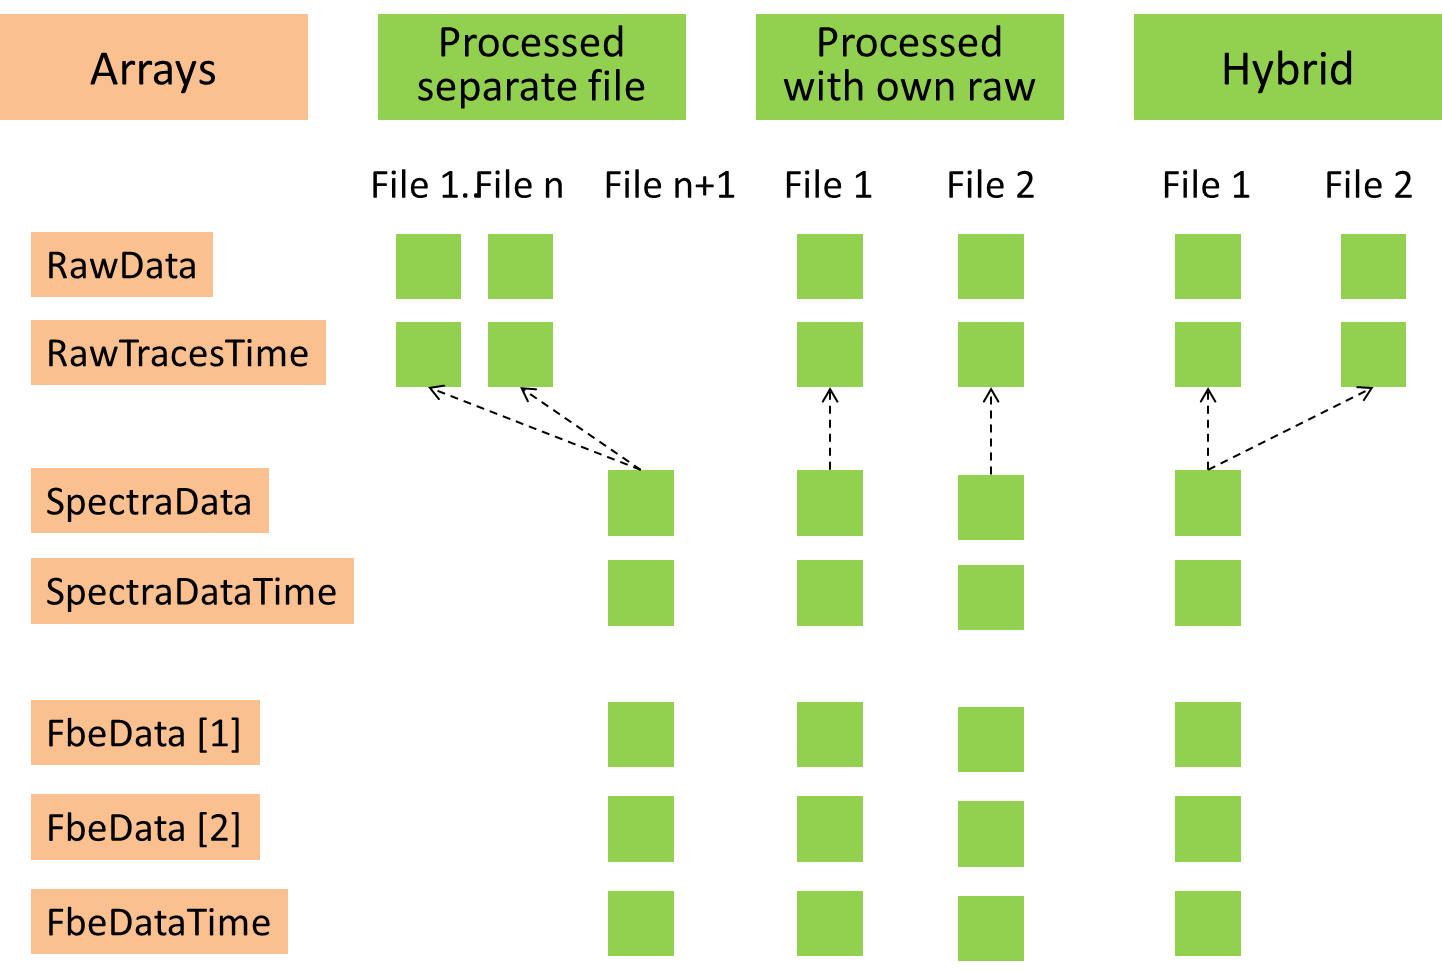 Arrays
Processed
separate file
Processed
with own raw
Hybrid
File 1..
File n
File n+1
File 1
File 2
File 1
File 2
RawData
RawTracesTime
SpectraData
SpectraDataTime
FbeData [1]
FbeData [2]
FbeDataTime